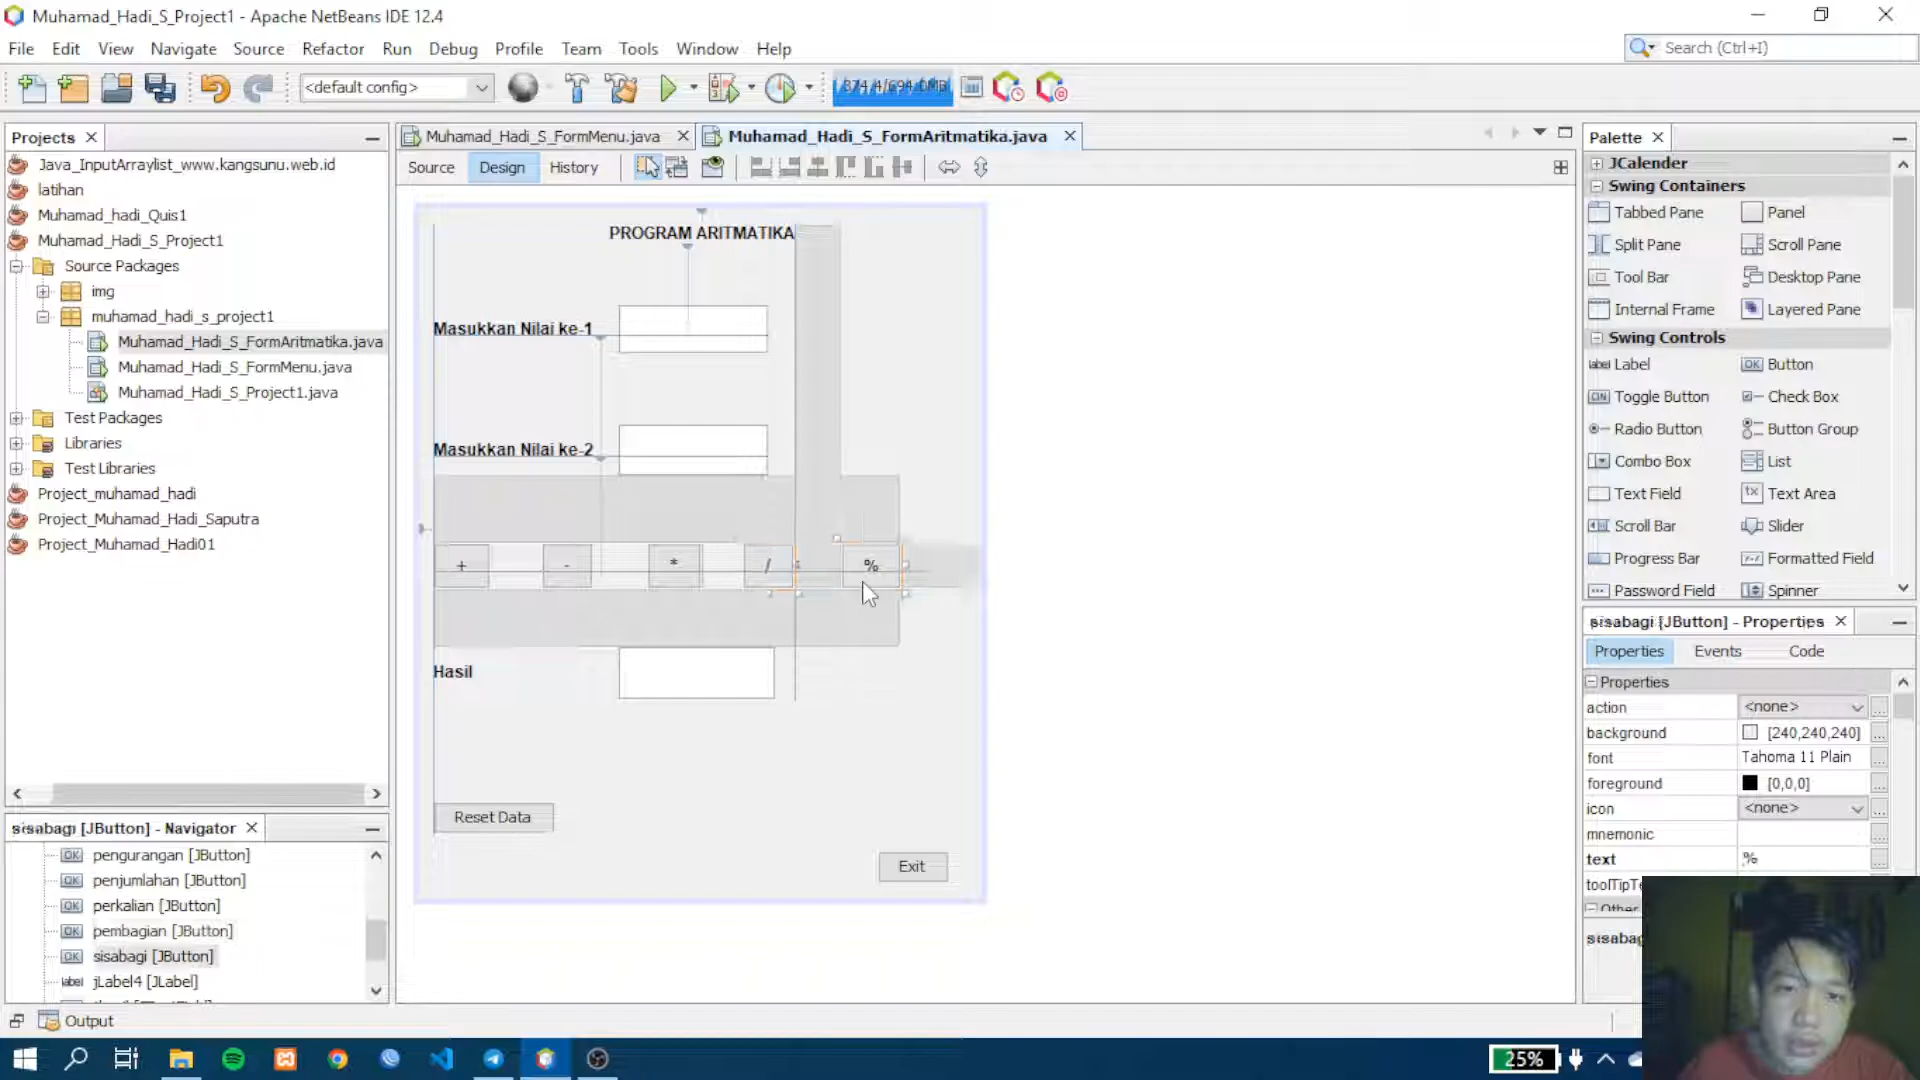 Muhamad_Hadi_S_Project1 - Apache NetBeans IDE 12.4
File Edit View Navigate Source Refactor Run Debug Profile Team Tools Window Help
Search (Ctrl+I)
<default config>
374.4/694.0MB
Projects
Java_InputArraylist_www.kangsunu.web.id
latihan
Muhamad_hadi_Quis1
Muhamad_Hadi_S_Project1
Source Packages
img
muhamad_hadi_s_project1
Muhamad_Hadi_S_FormAritmatika.java
Muhamad_Hadi_S_FormMenu.java
Muhamad_Hadi_S_Project1.java
Test Packages
Libraries
Test Libraries
Project_muhamad_hadi
Project_Muhamad_Hadi_Saputra
Project_Muhamad_Hadi01
sisabagi [JButton] - Navigator
pengurangan [JButton]
penjumlahan [JButton]
perkalian [JButton]
pembagian [JButton]
sisabagi [JButton]
jLabel4 [JLabel]
Output
Muhamad_Hadi_S_FormMenu.java
Muhamad_Hadi_S_FormAritmatika.java
Source Design History
PROGRAM ARITMATIKA
Masukkan Nilai ke-1
Masukkan Nilai ke-2
+ - * / %
Hasil
Reset Data
Exit
Palette
JCalender
Swing Containers
Tabbed Pane Panel
Split Pane Scroll Pane
Tool Bar Desktop Pane
Internal Frame Layered Pane
Swing Controls
Label Button
Toggle Button Check Box
Radio Button Button Group
Combo Box List
Text Field Text Area
Scroll Bar Slider
Progress Bar Formatted Field
Password Field Spinner
sisabagi [JButton] - Properties
Properties Events Code
Properties
action <none>
background [240,240,240]
font Tahoma 11 Plain
foreground [0,0,0]
icon <none>
mnemonic
text %
25%